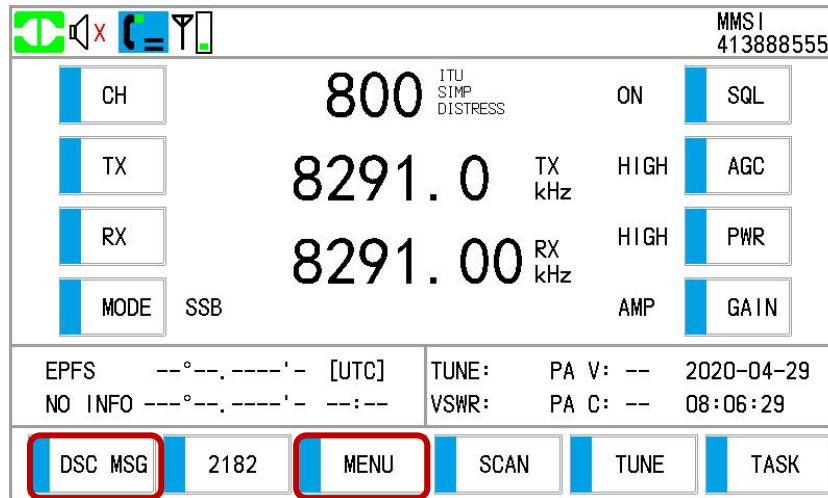 MMSI
413888555
CH 800 ITU SIMP DISTRESS ON SQL
TX 8291.0 TX kHz HIGH AGC
RX 8291.00 RX kHz HIGH PWR
MODE SSB AMP GAIN
EPFS --°--.----'- [UTC] TUNE: PA V: -- 2020-04-29
NO INFO ---°--.----'- --:-- VSWR: PA C: -- 08:06:29
DSC MSG 2182 MENU SCAN TUNE TASK